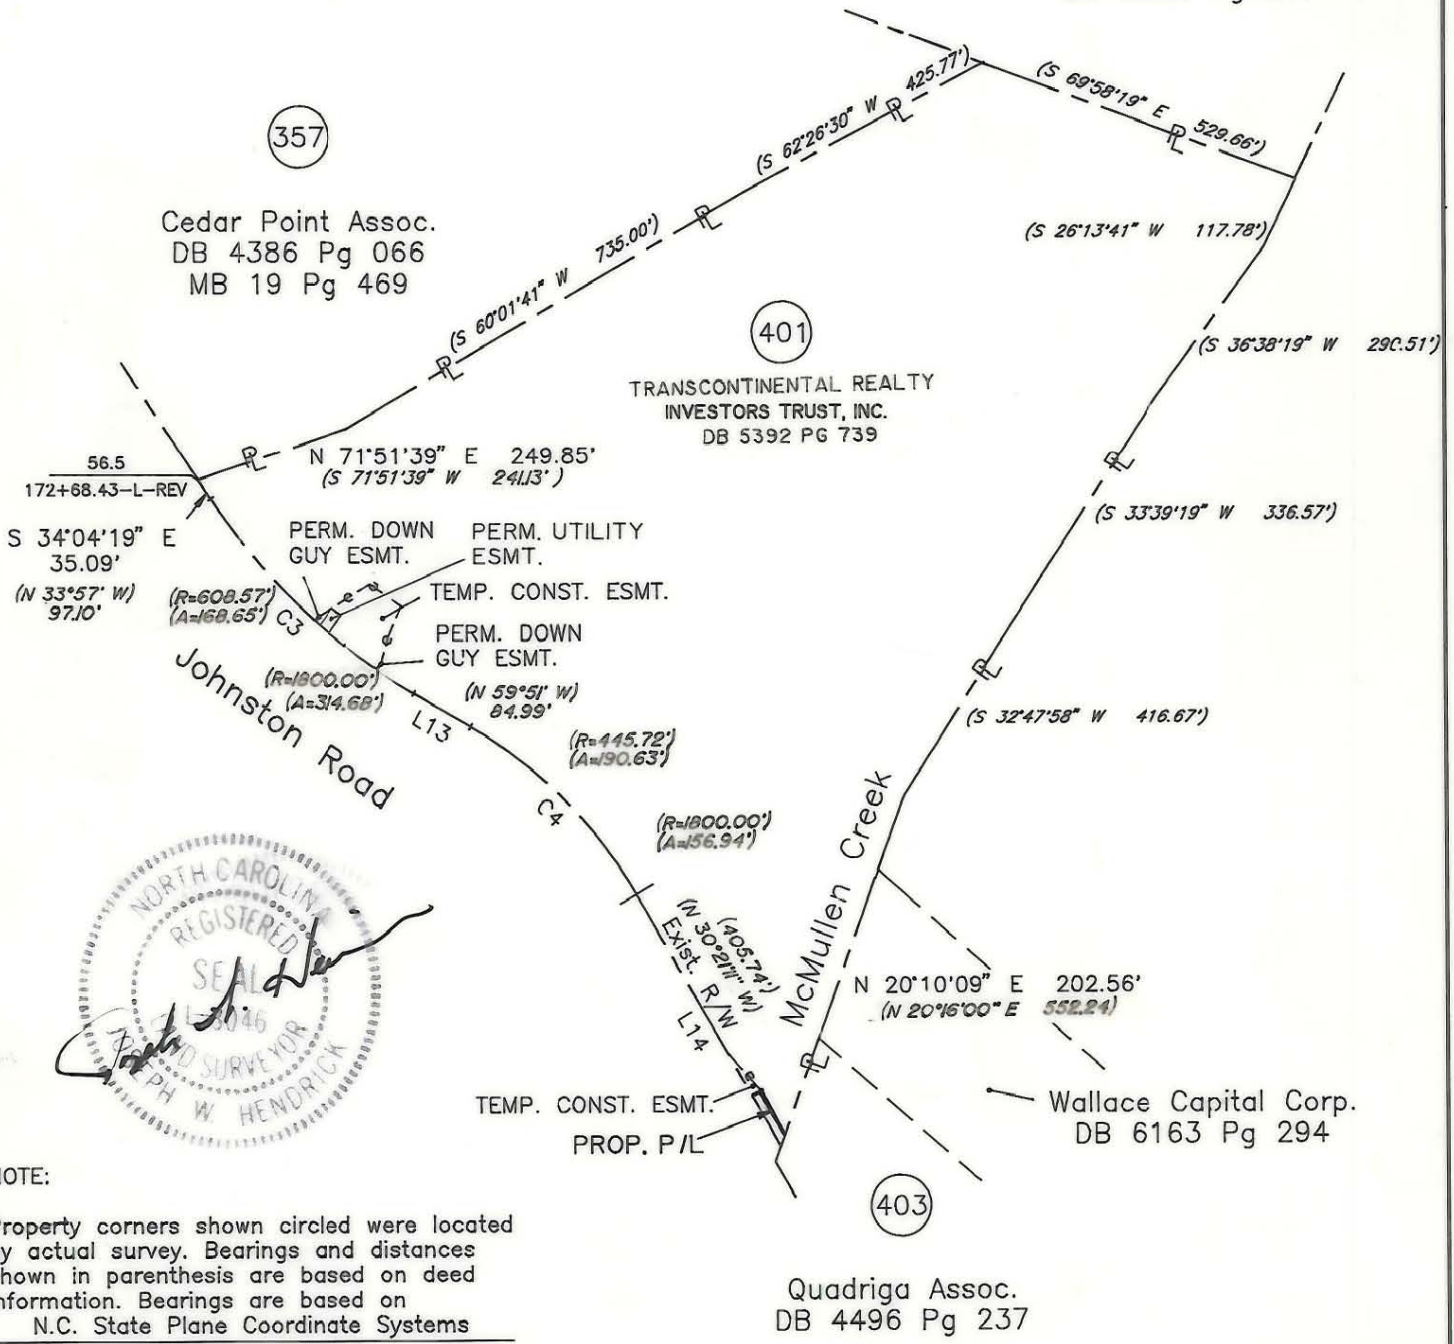 (S 69°58'19" E 529.66')
(S 62°26'30" W 425.77')
357
Cedar Point Assoc.
DB 4386 Pg 066
MB 19 Pg 469
(S 26°13'41" W 117.78')
(S 60°01'41" W 735.00')
401
TRANSCONTINENTAL REALTY
INVESTORS TRUST, INC.
DB 5392 PG 739
(S 36°38'19" W 290.51')
N 71°51'39" E 249.85'
(S 71°51'39" W 241.13')
56.5
172+68.43-L-REV
S 34°04'19" E
35.09'
(N 33°57' W)
97.10'
(S 33°39'19" W 336.57')
PERM. DOWN
GUY ESMT.
PERM. UTILITY
ESMT.
TEMP. CONST. ESMT.
(R=608.57')
(A=168.65')
C3
PERM. DOWN
GUY ESMT.
Johnston Road
(R=1800.00')
(A=314.68')
(N 59°51' W)
84.99'
L13
(S 32°47'58" W 416.67')
(R=445.72')
(A=190.63')
C4
(R=1800.00')
(A=156.94')
McMullen Creek
(405.74')
(N 30°21'11" W)
Exist. R/W
L14
N 20°10'09" E 202.56'
(N 20°16'00" E 552.24)
NORTH CAROLINA
REGISTERED
SEAL
L-3046
LAND SURVEYOR
JOSEPH W. HENDRICK
TEMP. CONST. ESMT.
PROP. P/L
Wallace Capital Corp.
DB 6163 Pg 294
403
Quadriga Assoc.
DB 4496 Pg 237
OTE:
roperty corners shown circled were located
y actual survey. Bearings and distances
hown in parenthesis are based on deed
nformation. Bearings are based on
N.C. State Plane Coordinate Systems